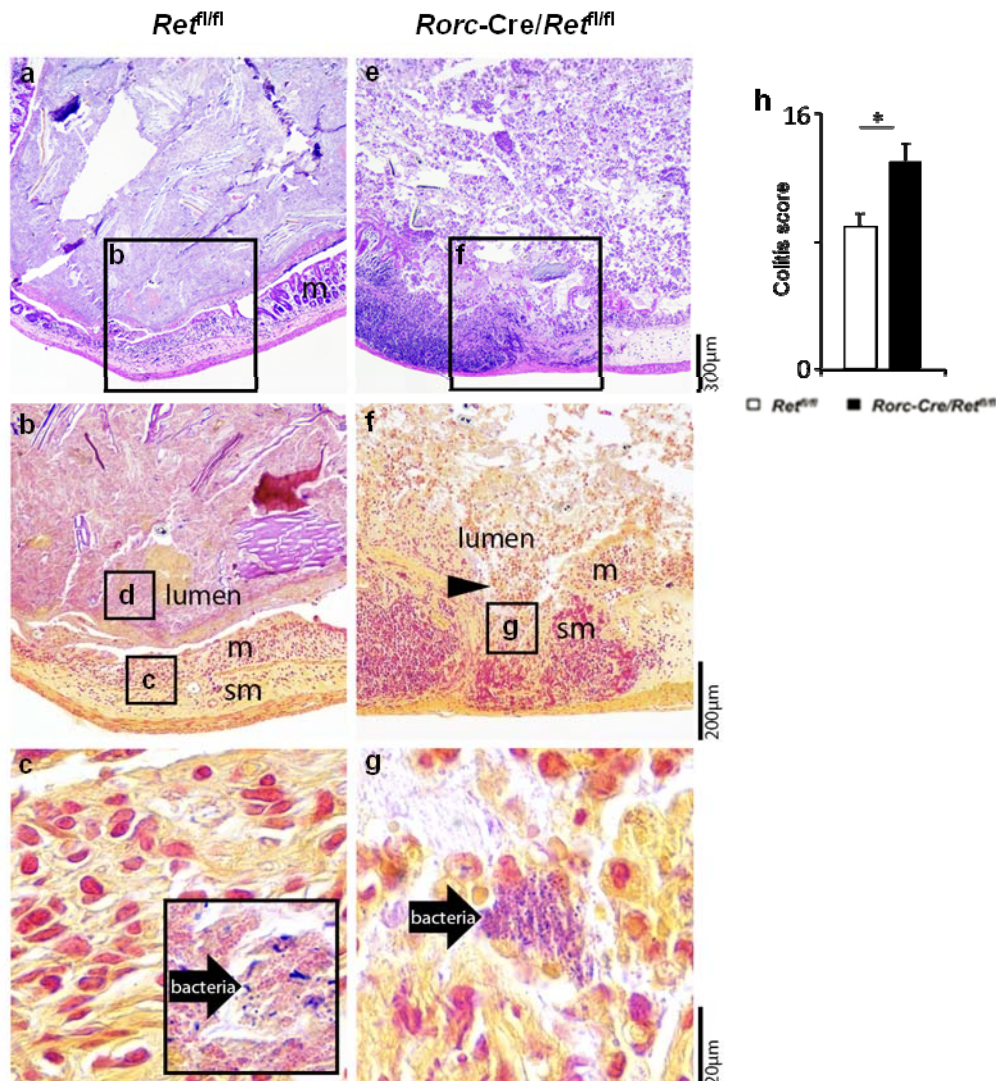 Ret fl/fl
Rorc-Cre/Ret fl/fl
a
b
m
e
f
300µm
h
16
*
Colitis score
0
Ret fl/fl
Rorc-Cre/Ret fl/fl
b
d
lumen
m
c
sm
f
lumen
m
g
sm
200µm
c
bacteria
g
bacteria
20µm